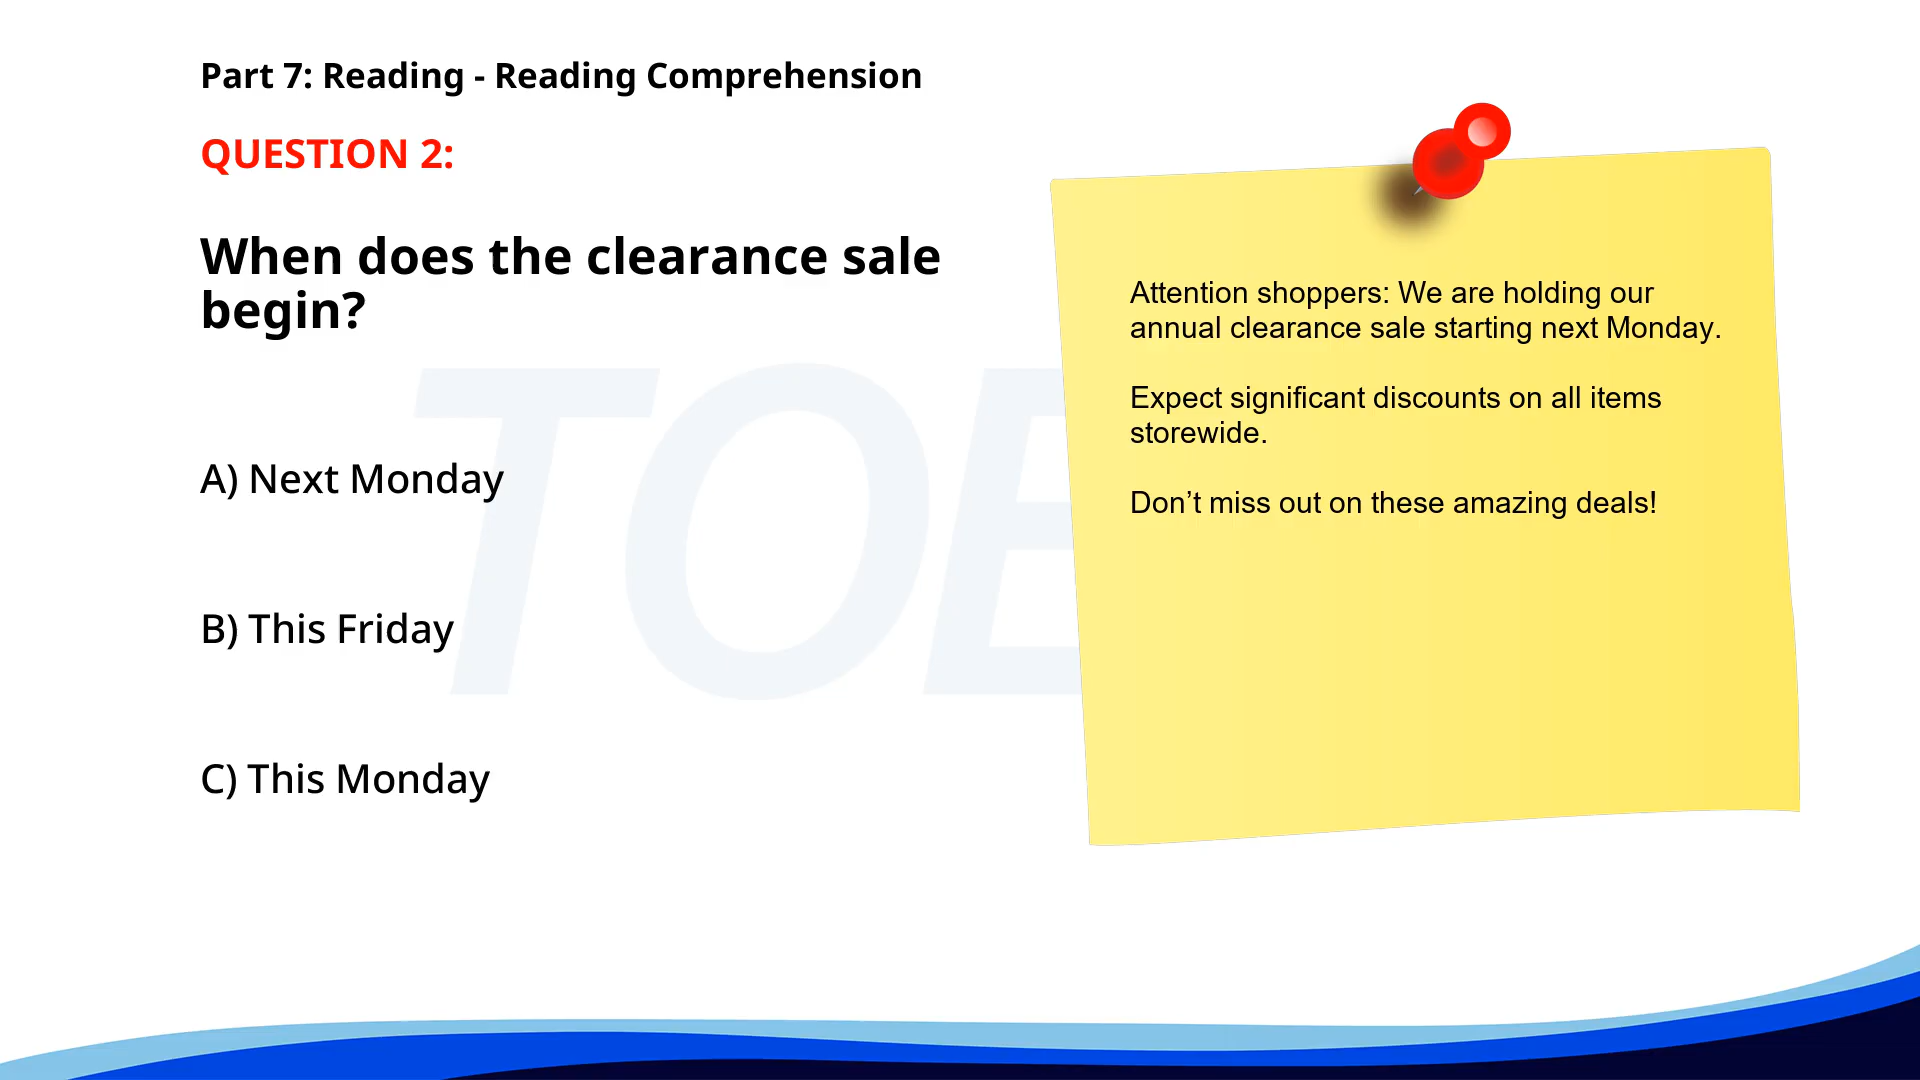 Part 7: Reading - Reading Comprehension
QUESTION 2:
When does the clearance sale
begin?
A) Next Monday
B) This Friday
C) This Monday
Attention shoppers: We are holding our
annual clearance sale starting next Monday.
Expect significant discounts on all items
storewide.
Don’t miss out on these amazing deals!
TOE